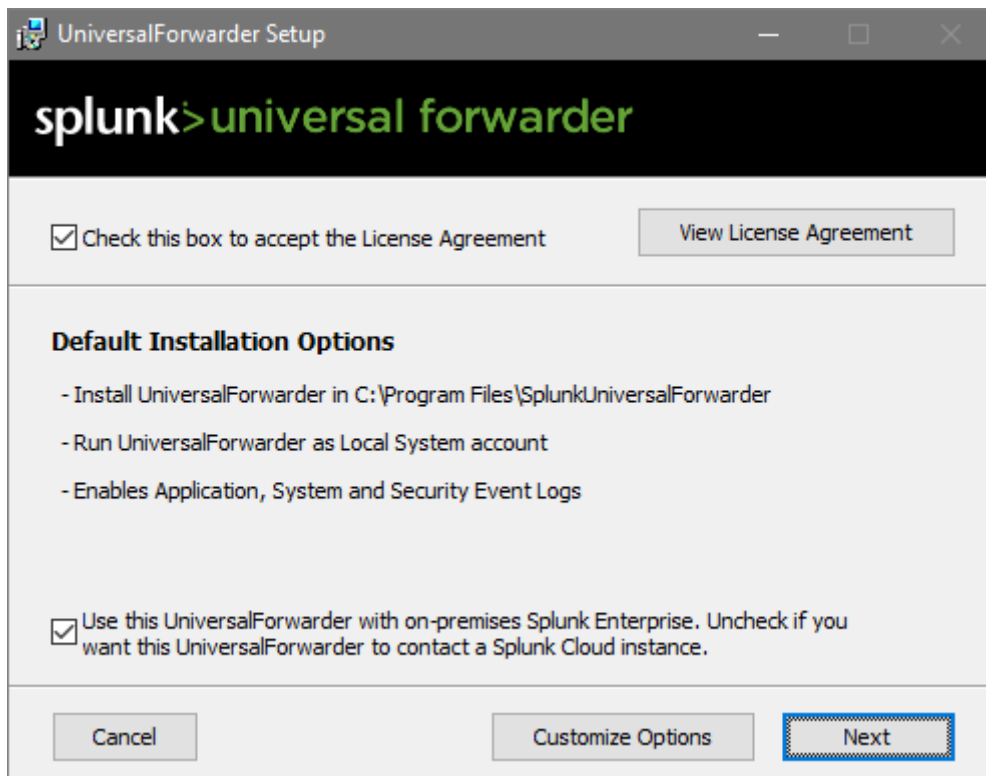 UniversalForwarder Setup
splunk>universal forwarder
Check this box to accept the License Agreement
View License Agreement
Default Installation Options
- Install UniversalForwarder in C:\Program Files\SplunkUniversalForwarder
- Run UniversalForwarder as Local System account
- Enables Application, System and Security Event Logs
Use this UniversalForwarder with on-premises Splunk Enterprise. Uncheck if you
want this UniversalForwarder to contact a Splunk Cloud instance.
Cancel
Customize Options
Next